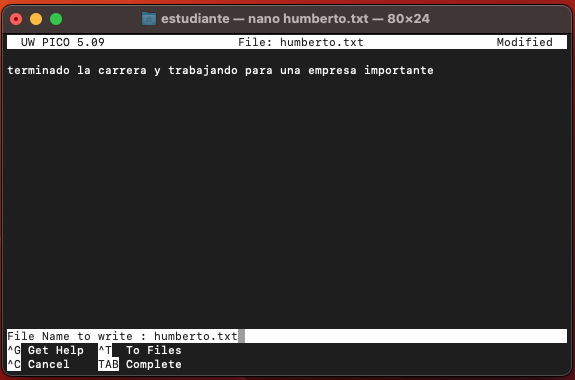 estudiante — nano humberto.txt — 80×24
UW PICO 5.09 File: humberto.txt Modified
terminado la carrera y trabajando para una empresa importante
File Name to write : humberto.txt
^G Get Help ^T To Files
^C Cancel TAB Complete